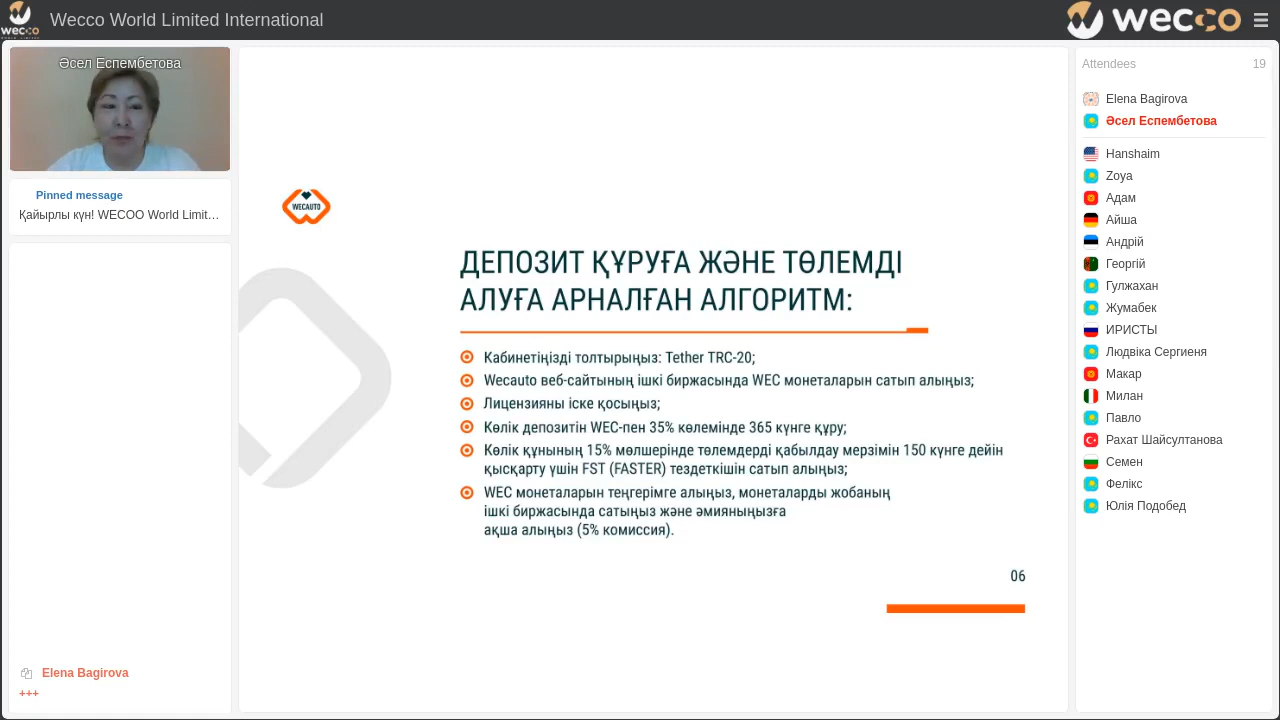 wecco
Wecco World Limited International
wecco
Әсел Еспембетова
Pinned message
Қайырлы күн! WECOO World Limit…
Elena Bagirova
+++
WECAUTO
ДЕПОЗИТ ҚҰРУҒА ЖӘНЕ ТӨЛЕМДІ
АЛУҒА АРНАЛҒАН АЛГОРИТМ:
Кабинетіңізді толтырыңыз: Tether TRC-20;
Wecauto веб-сайтының ішкі биржасында WEC монеталарын сатып алыңыз;
Лицензияны іске қосыңыз;
Көлік депозитін WEC-пен 35% көлемінде 365 күнге құру;
Көлік құнының 15% мөлшерінде төлемдерді қабылдау мерзімін 150 күнге дейін
қысқарту үшін FST (FASTER) тездеткішін сатып алыңыз;
WEC монеталарын теңгерімге алыңыз, монеталарды жобаның
ішкі биржасында сатыңыз және әмияныңызға
ақша алыңыз (5% комиссия).
06
Attendees 19
Elena Bagirova
Әсел Еспембетова
Hanshaim
Zoya
Адам
Айша
Андрій
Георгій
Гулжахан
Жумабек
ИРИСТЫ
Людвіка Сергиеня
Макар
Милан
Павло
Рахат Шайсултанова
Семен
Фелікс
Юлія Подобед